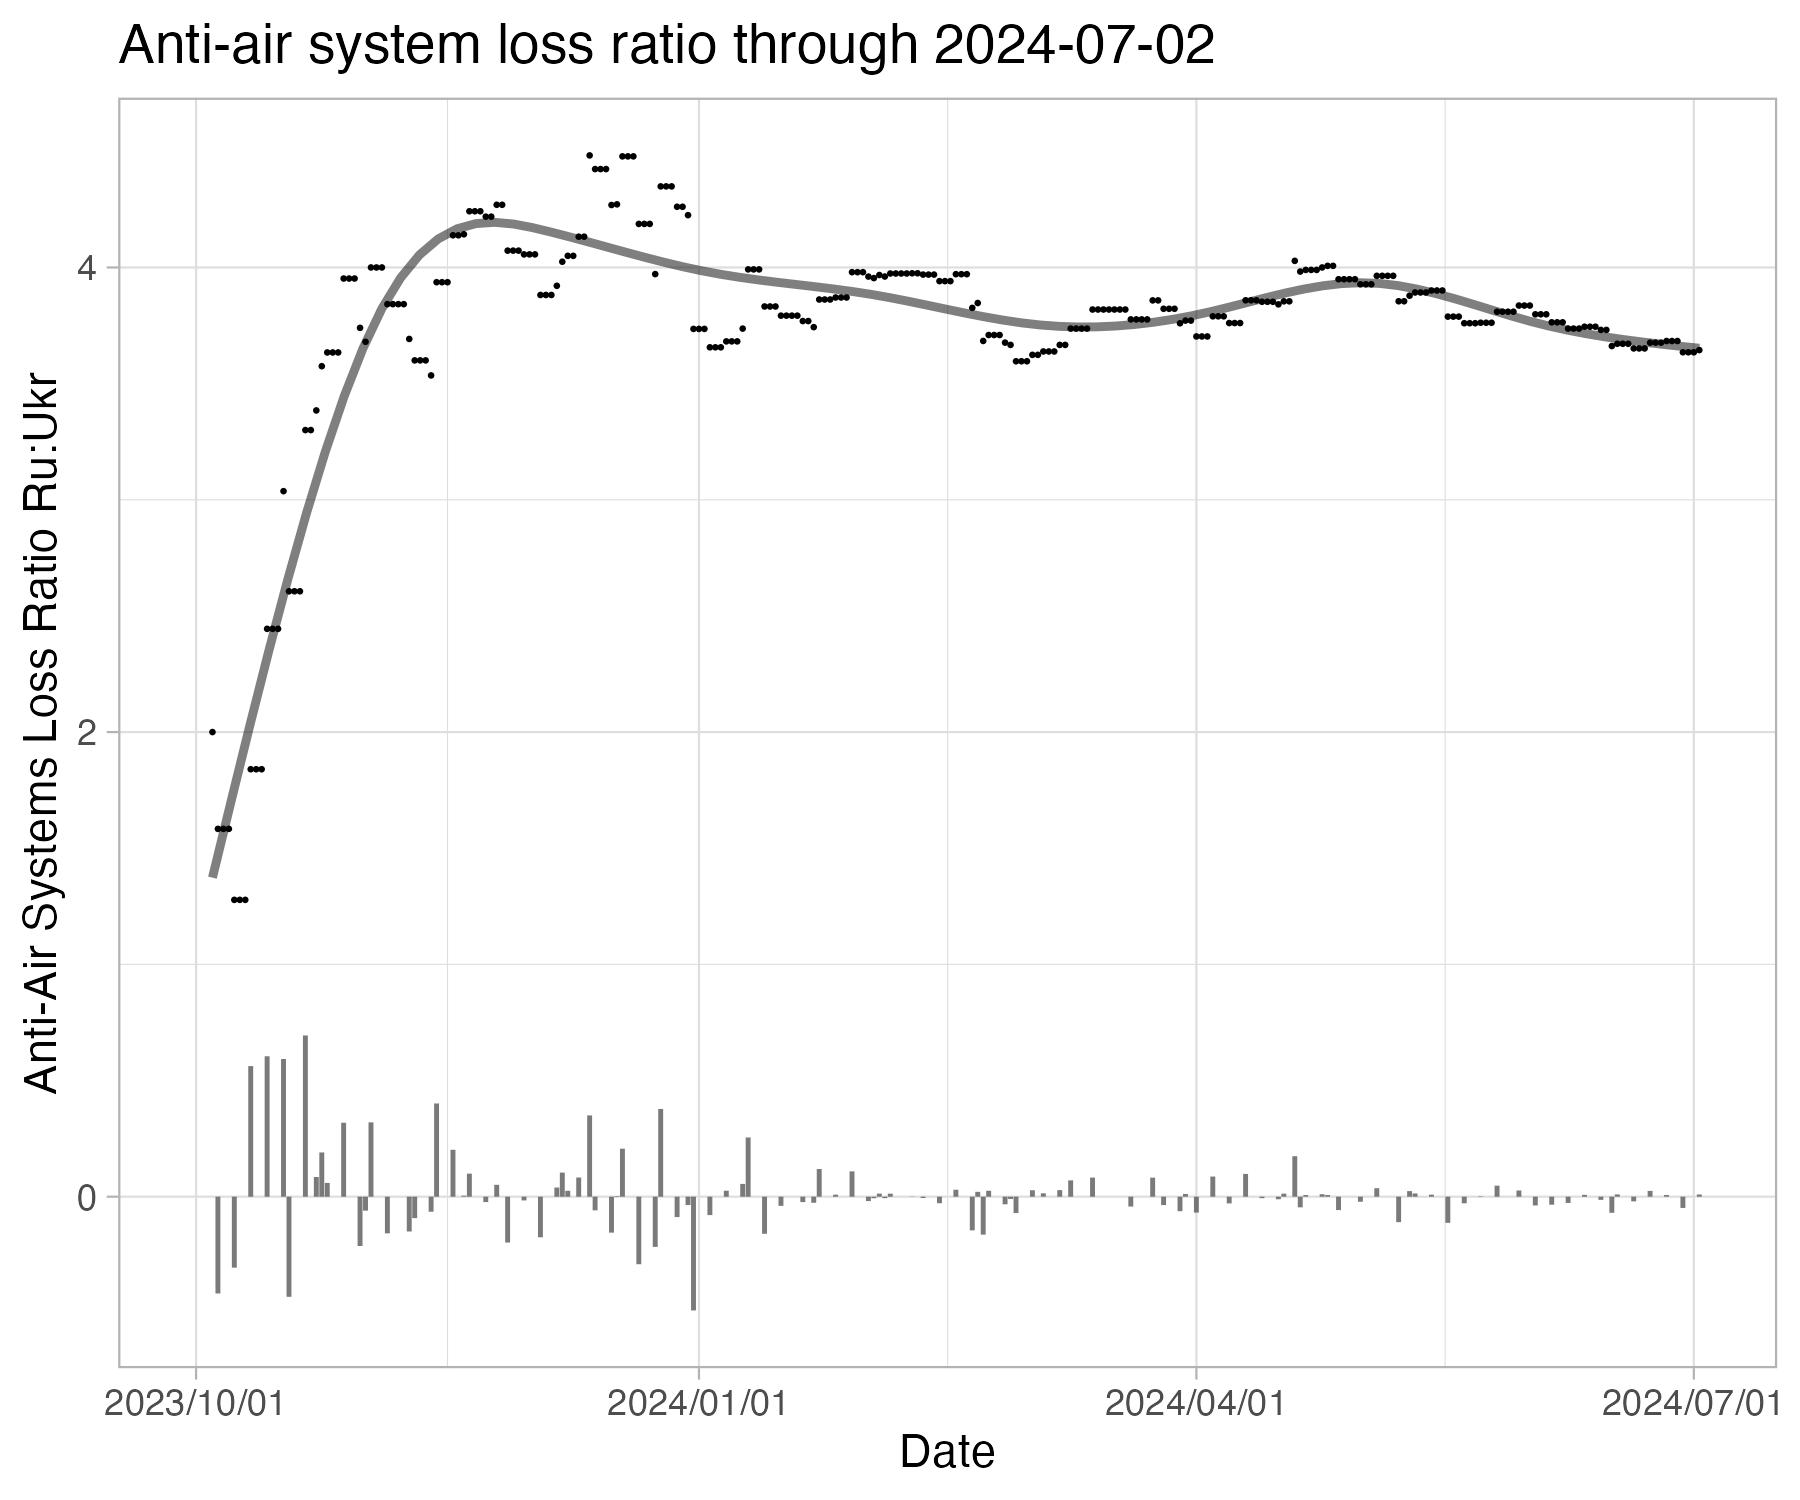 Anti-air system loss ratio through 2024-07-02
Anti-Air Systems Loss Ratio Ru:Ukr
4
2
0
2023/10/01
2024/01/01
2024/04/01
2024/07/01
Date